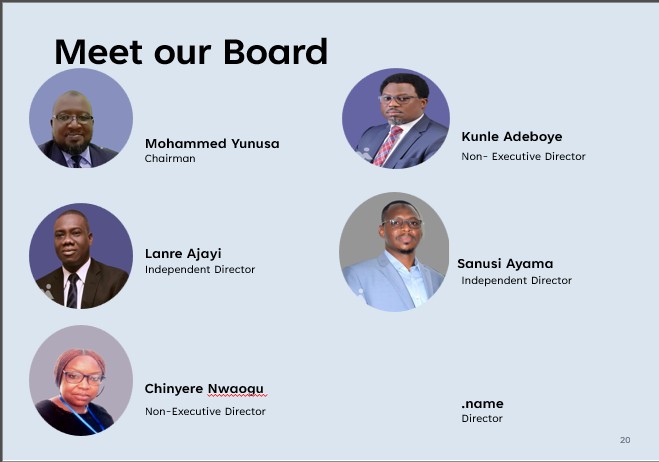 Meet our Board
Mohammed Yunusa
Chairman
Kunle Adeboye
Non- Executive Director
Lanre Ajayi
Independent Director
Sanusi Ayama
Independent Director
Chinyere Nwaogu
Non-Executive Director
.name
Director
20